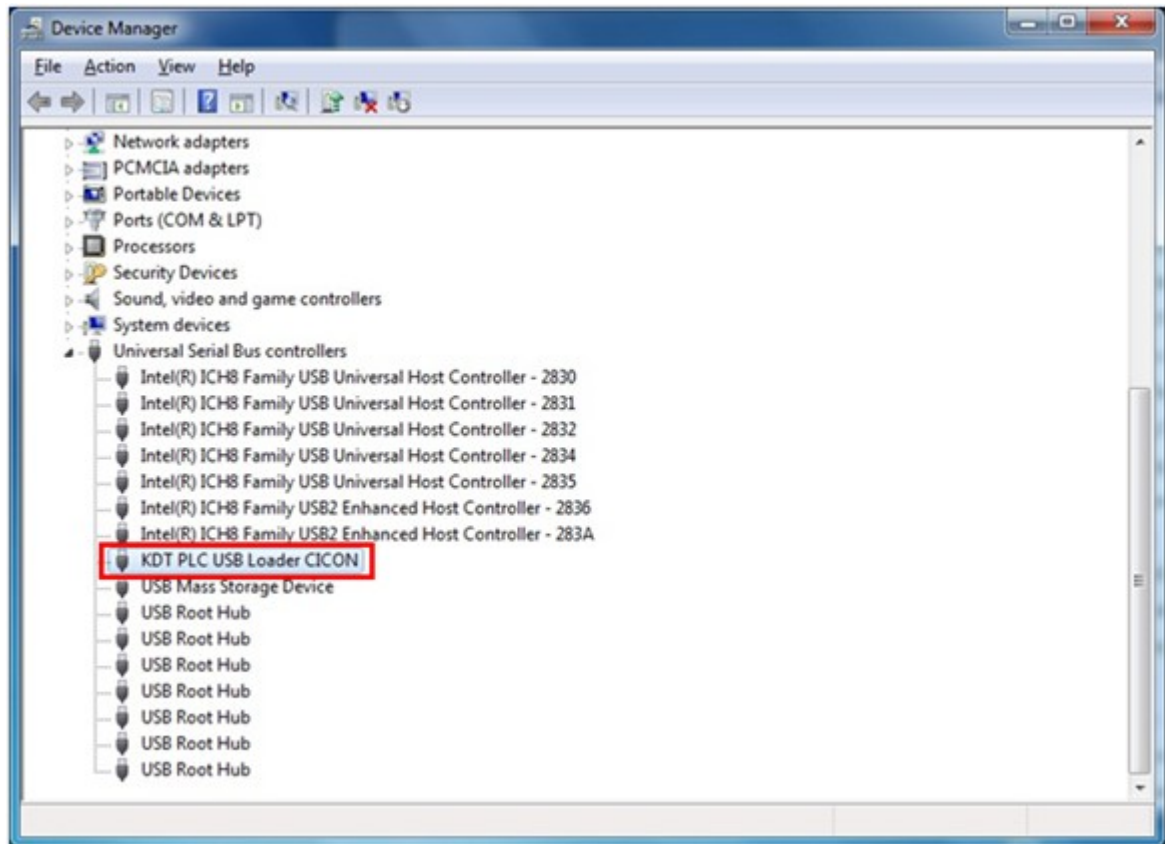 Device Manager
File Action View Help
Network adapters
PCMCIA adapters
Portable Devices
Ports (COM & LPT)
Processors
Security Devices
Sound, video and game controllers
System devices
Universal Serial Bus controllers
Intel(R) ICH8 Family USB Universal Host Controller - 2830
Intel(R) ICH8 Family USB Universal Host Controller - 2831
Intel(R) ICH8 Family USB Universal Host Controller - 2832
Intel(R) ICH8 Family USB Universal Host Controller - 2834
Intel(R) ICH8 Family USB Universal Host Controller - 2835
Intel(R) ICH8 Family USB2 Enhanced Host Controller - 2836
Intel(R) ICH8 Family USB2 Enhanced Host Controller - 283A
KDT PLC USB Loader CICON
USB Mass Storage Device
USB Root Hub
USB Root Hub
USB Root Hub
USB Root Hub
USB Root Hub
USB Root Hub
USB Root Hub